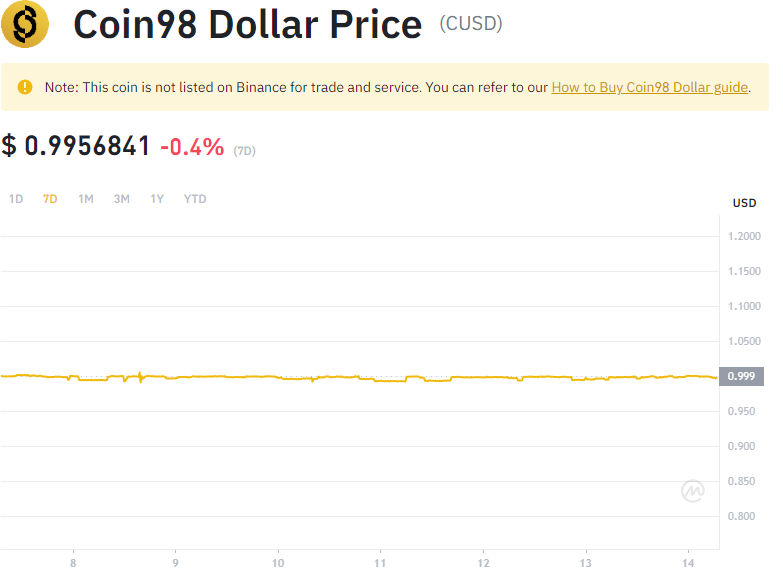 Coin98 Dollar Price (CUSD)
Note: This coin is not listed on Binance for trade and service. You can refer to our How to Buy Coin98 Dollar guide.
$ 0.9956841 -0.4% (7D)
1D 7D 1M 3M 1Y YTD
USD
1.2000
1.1500
1.1000
1.0500
0.999
0.950
0.900
0.850
0.800
8 9 10 11 12 13 14